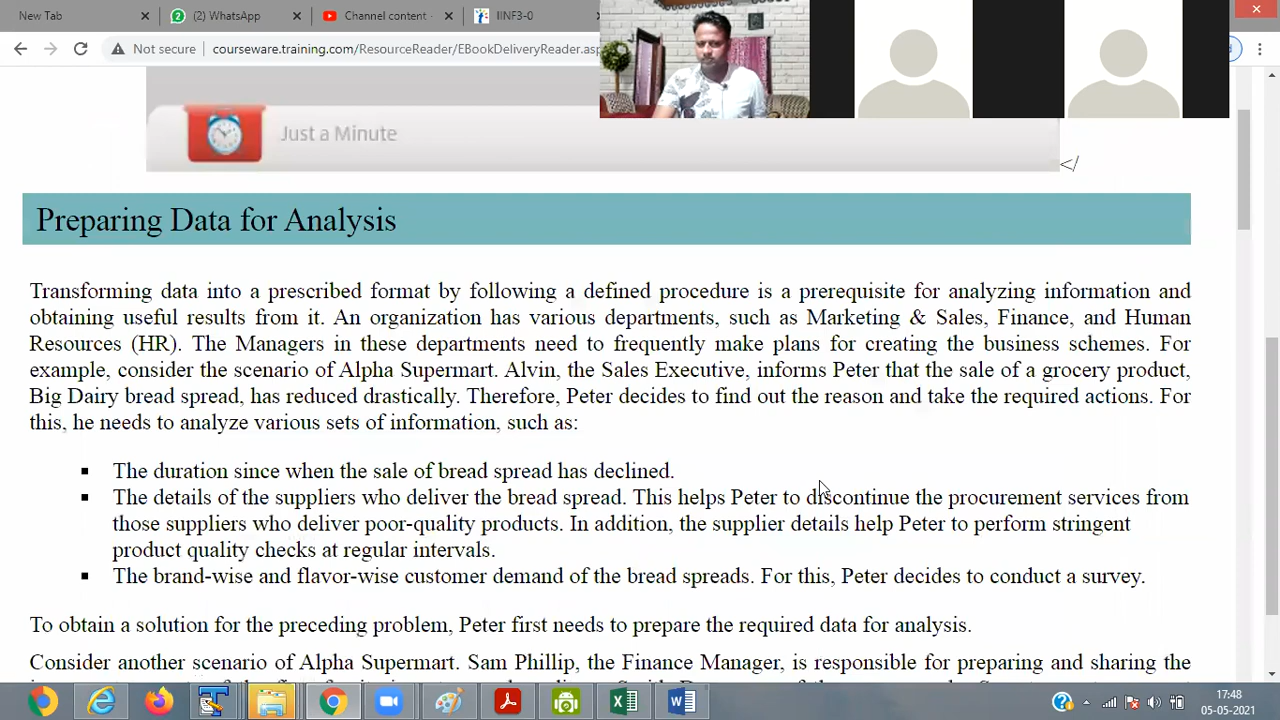 New Tab
(2) WhatsApp
Channel content -
IINF3-0
Not secure
courseware.training.com/ResourceReader/EBookDeliveryReader.asp
Just a Minute
</
Preparing Data for Analysis
Transforming data into a prescribed format by following a defined procedure is a prerequisite for analyzing information and
obtaining useful results from it. An organization has various departments, such as Marketing & Sales, Finance, and Human
Resources (HR). The Managers in these departments need to frequently make plans for creating the business schemes. For
example, consider the scenario of Alpha Supermart. Alvin, the Sales Executive, informs Peter that the sale of a grocery product,
Big Dairy bread spread, has reduced drastically. Therefore, Peter decides to find out the reason and take the required actions. For
this, he needs to analyze various sets of information, such as:
▪ The duration since when the sale of bread spread has declined.
▪ The details of the suppliers who deliver the bread spread. This helps Peter to discontinue the procurement services from
those suppliers who deliver poor-quality products. In addition, the supplier details help Peter to perform stringent
product quality checks at regular intervals.
▪ The brand-wise and flavor-wise customer demand of the bread spreads. For this, Peter decides to conduct a survey.
To obtain a solution for the preceding problem, Peter first needs to prepare the required data for analysis.
Consider another scenario of Alpha Supermart. Sam Phillip, the Finance Manager, is responsible for preparing and sharing the
17:48
05-05-2021